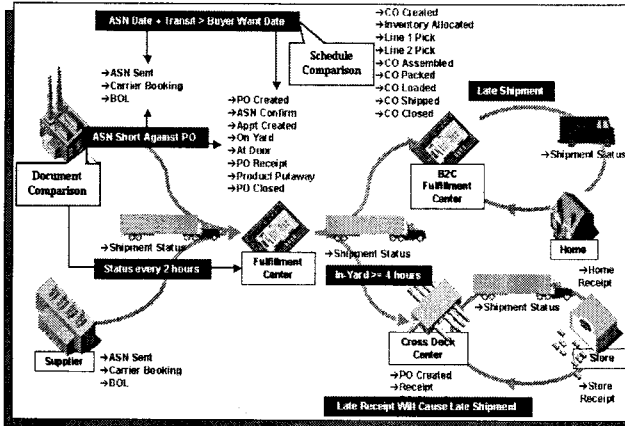 ASN Date + Transit > Buyer Want Date
→ASN Sent
→Carrier Booking
→BOL
Schedule
Comparison
→CO Created
→Inventory Allocated
→Line 1 Pick
→Line 2 Pick
→CO Assembled
→CO Packed
→CO Loaded
→CO Shipped
→CO Closed
Late Shipment
ASN Short Against PO
→PO Created
→ASN Confirm
→Appt Created
→On Yard
→At Door
→PO Receipt
→Product Putaway
→PO Closed
Document
Comparison
B2C
Fulfillment
Center
→Shipment Status
Home
→Shipment Status
Status every 2 hours
Fulfillment
Center
→Shipment Status
In-Yard >= 4 hours
→Shipment Status
→Home
Receipt
Supplier
→ASN Sent
→Carrier Booking
→BOL
Cross Dock
Center
→PO Created
→Receipt
Store
→Store
Receipt
Late Receipt Will Cause Late Shipment